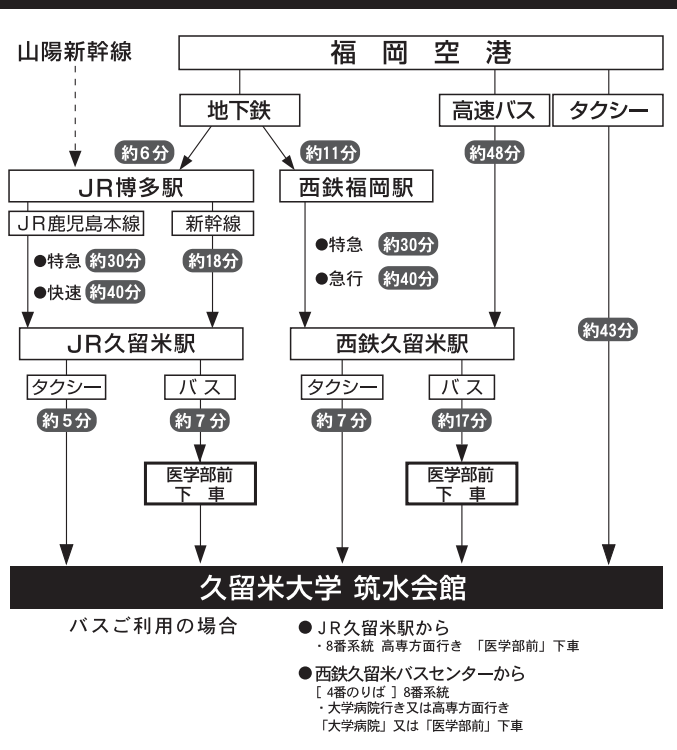 山陽新幹線
福岡空港
地下鉄
高速バス
タクシー
約6分
約11分
約48分
JR博多駅
西鉄福岡駅
JR鹿児島本線
新幹線
●特急 約30分
約18分
●快速 約40分
●特急 約30分
●急行 約40分
約43分
JR久留米駅
西鉄久留米駅
タクシー
バス
タクシー
バス
約5分
約7分
約7分
約17分
医学部前
下車
医学部前
下車
久留米大学 筑水会館
バスご利用の場合
●JR久留米駅から
・8番系統 高専方面行き 「医学部前」下車
●西鉄久留米バスセンターから
［4番のりば］8番系統
・大学病院行き又は高専方面行き
「大学病院」又は「医学部前」下車